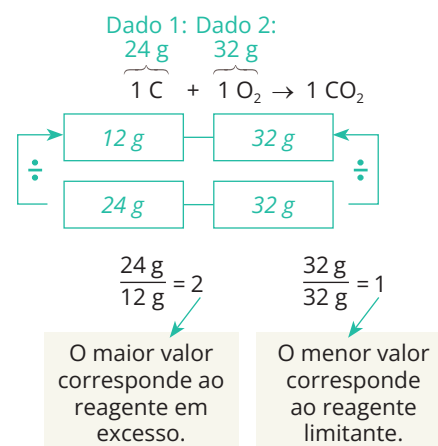 Dado 1: Dado 2:
24 g 32 g
1 C + 1 O₂ → 1 CO₂
12 g 32 g
÷ ÷
24 g 32 g
24 g / 12 g = 2 32 g / 32 g = 1
O maior valor
corresponde ao
reagente em
excesso.
O menor valor
corresponde
ao reagente
limitante.